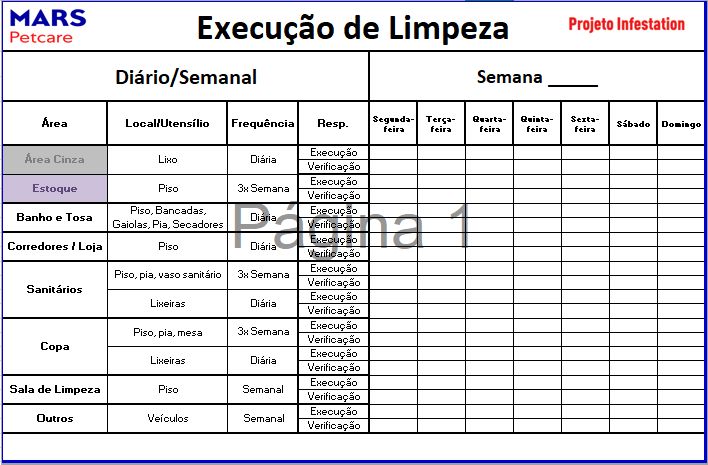 MARS
Petcare
Execução de Limpeza
Projeto Infestation
Diário/Semanal
Semana _____
Área
Local/Utensílio
Frequência
Resp.
Segunda-
feira
Terça-
feira
Quarta-
feira
Quinta-
feira
Sexta-
feira
Sábado
Domingo
Área Cinza
Lixo
Diária
Execução
Verificação
Estoque
Piso
3x Semana
Execução
Verificação
Banho e Tosa
Piso, Bancadas,
Gaiolas, Pia, Secadores
Diária
Execução
Verificação
Página 1
Corredores / Loja
Piso
Diária
Execução
Verificação
Sanitários
Piso, pia, vaso sanitário
3x Semana
Execução
Verificação
Lixeiras
Diária
Execução
Verificação
Copa
Piso, pia, mesa
3x Semana
Execução
Verificação
Lixeiras
Diária
Execução
Verificação
Sala de Limpeza
Piso
Semanal
Execução
Verificação
Outros
Veículos
Semanal
Execução
Verificação